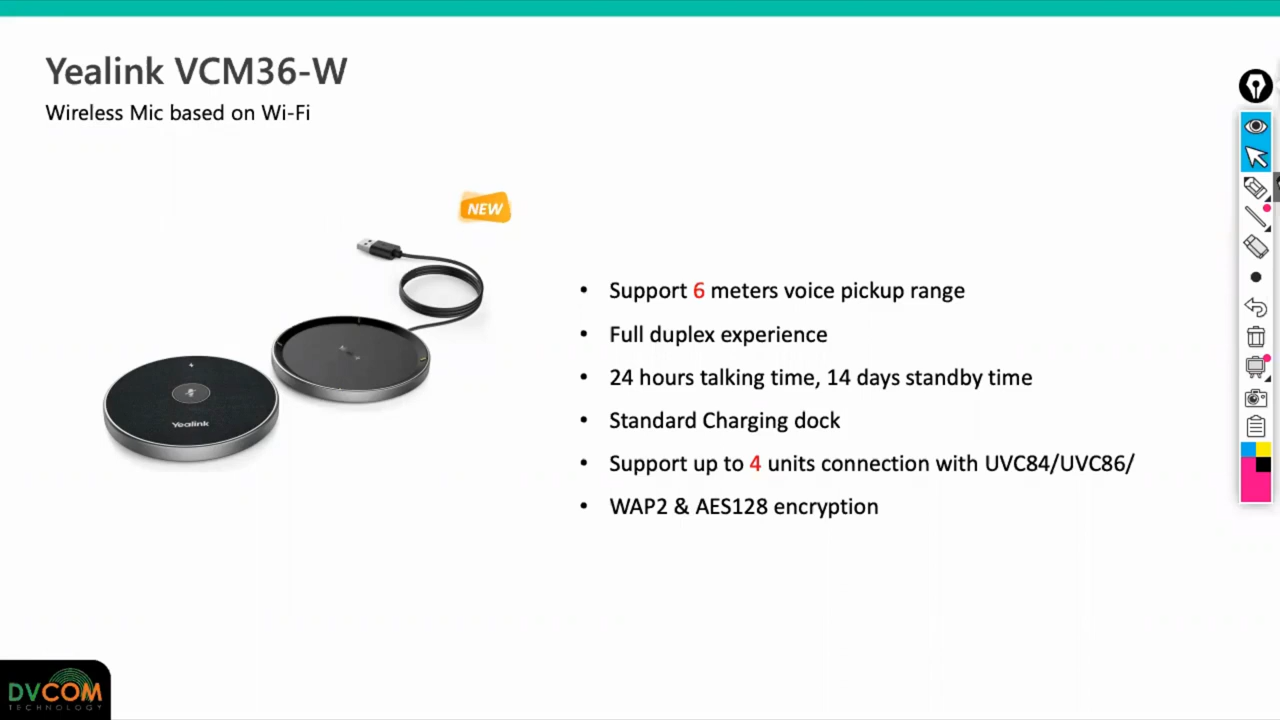 Yealink VCM36-W
Wireless Mic based on Wi-Fi
NEW
• Support 6 meters voice pickup range
• Full duplex experience
• 24 hours talking time, 14 days standby time
• Standard Charging dock
• Support up to 4 units connection with UVC84/UVC86/
• WAP2 & AES128 encryption
Yealink
DVCOM
TECHNOLOGY